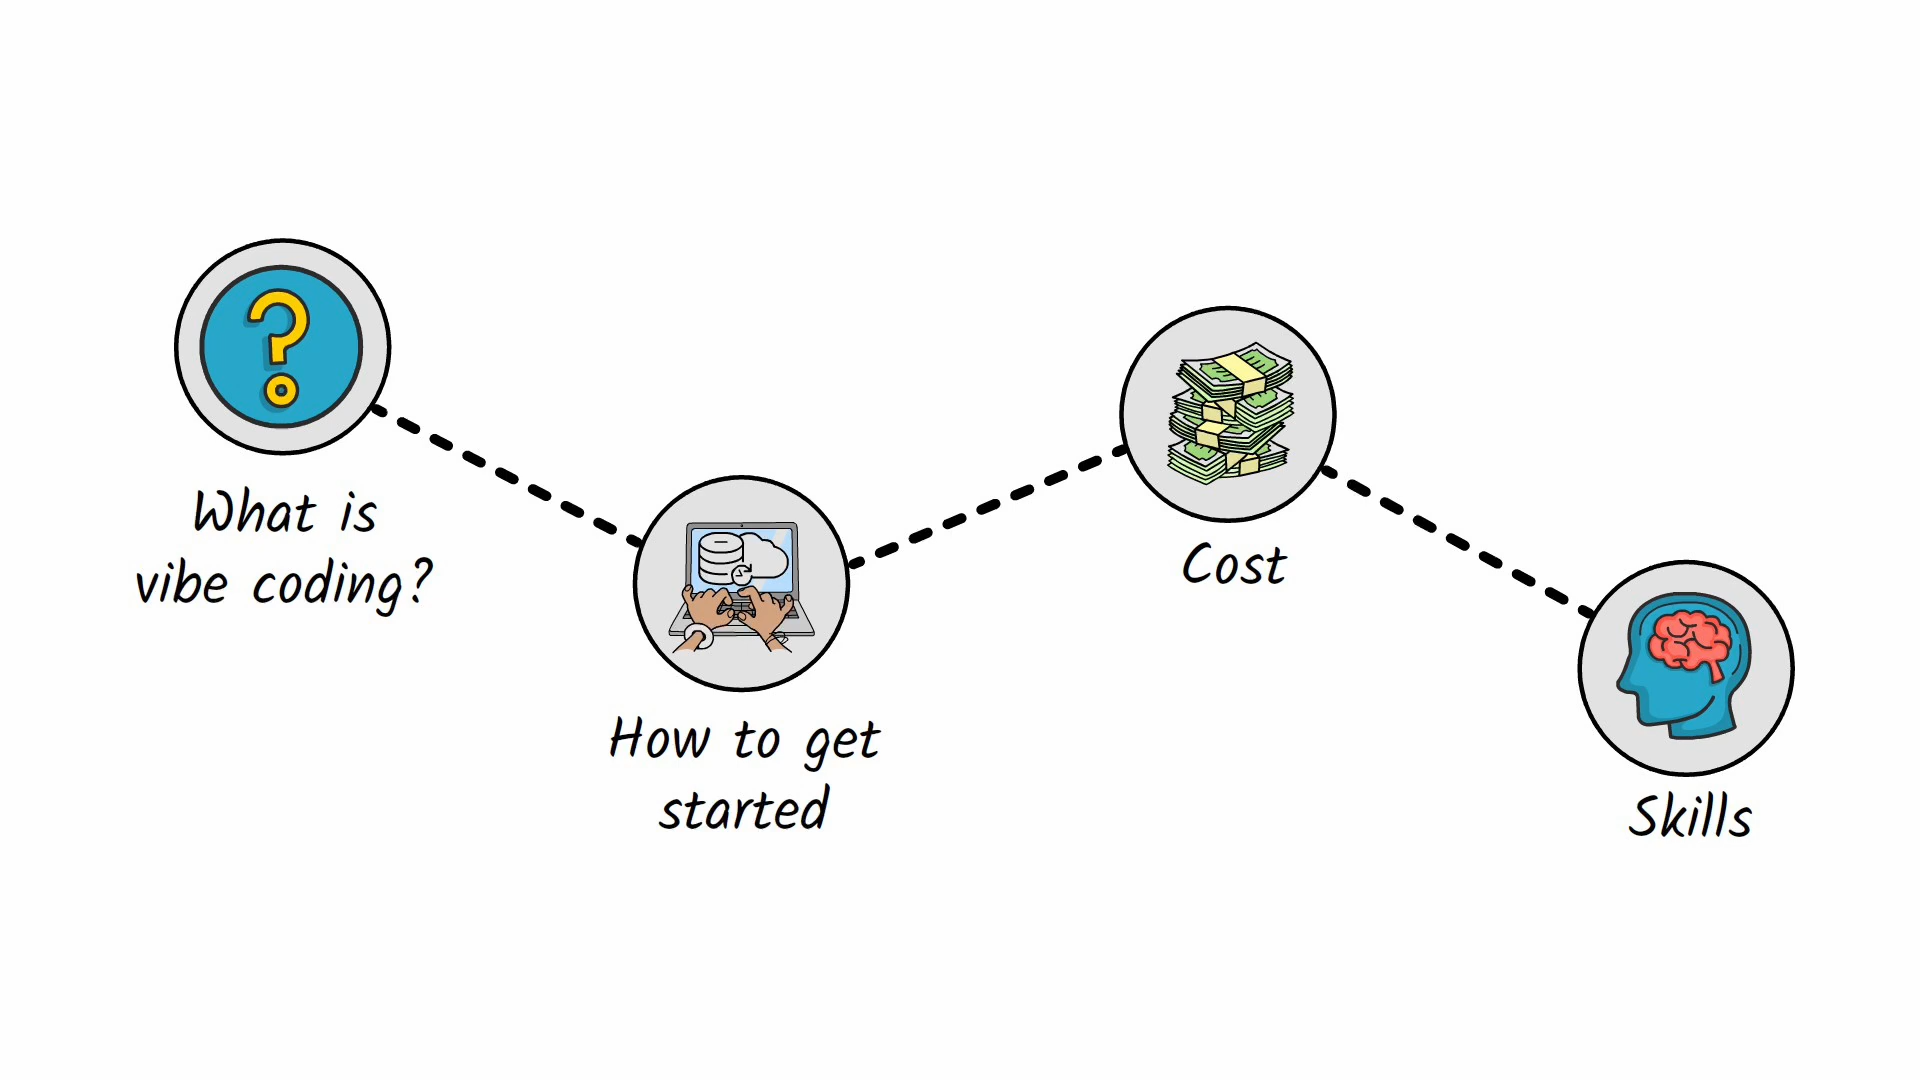 What is
vibe coding?
How to get
started
Cost
Skills